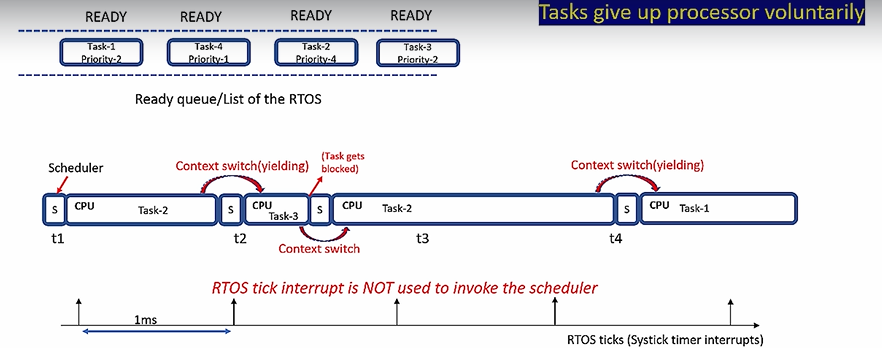 Tasks give up processor voluntarily
READY READY READY READY
Task-1 Task-4 Task-2 Task-3
Priority-2 Priority-1 Priority-4 Priority-2
Ready queue/List of the RTOS
Scheduler
Context switch(yielding)
(Task gets
blocked)
Context switch(yielding)
S CPU Task-2 S CPU Task-3 S CPU Task-2 S CPU Task-1
t1 t2 t3 t4
Context switch
RTOS tick interrupt is NOT used to invoke the scheduler
1ms
RTOS ticks (Systick timer interrupts)